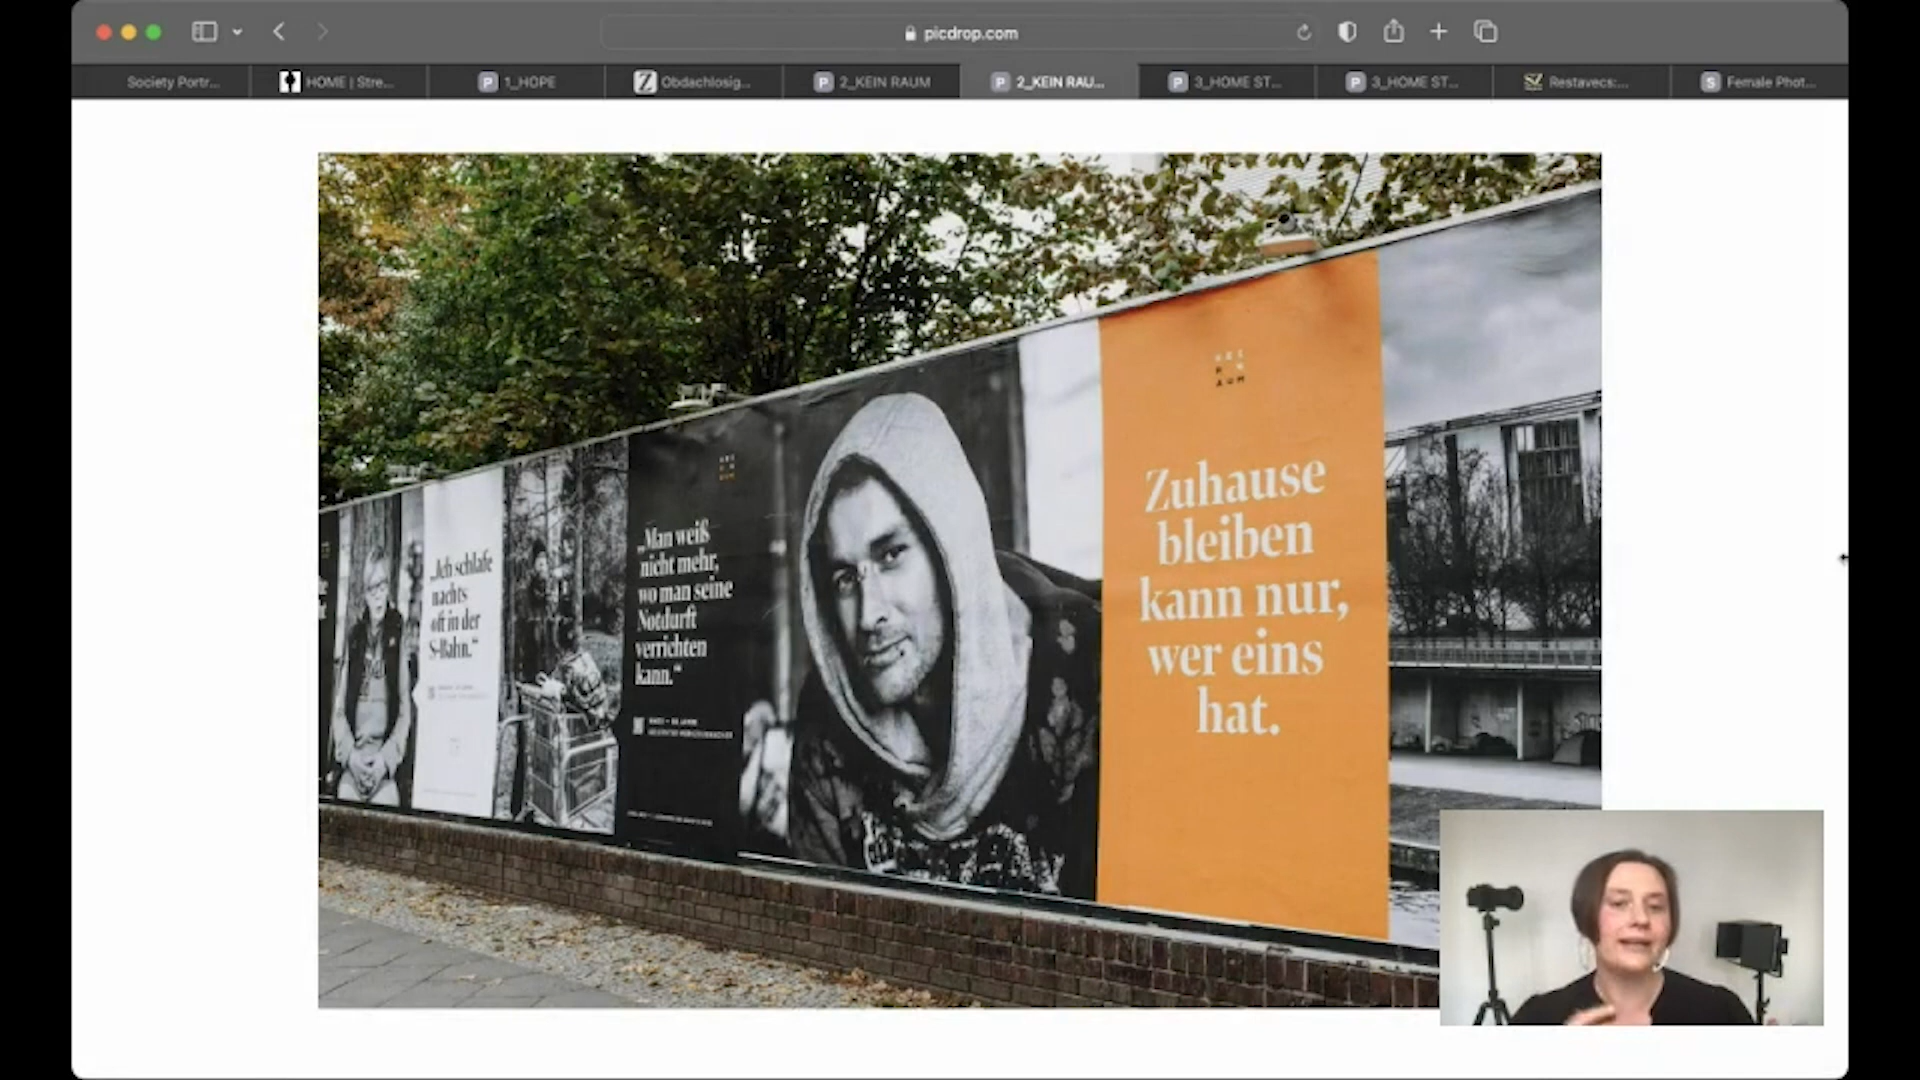 picdrop.com
Society Portr...
HOME | Stre...
1_HOPE
Obdachlosig...
2_KEIN RAUM
2_KEIN RAU...
3_HOME ST...
3_HOME ST...
Restavecs:...
Female Phot...
„Ich schlafe
nachts
oft in der
S-Bahn.“
„Man weiß
nicht mehr,
wo man seine
Notdurft
verrichten
kann.“
Zuhause
bleiben
kann nur,
wer eins
hat.